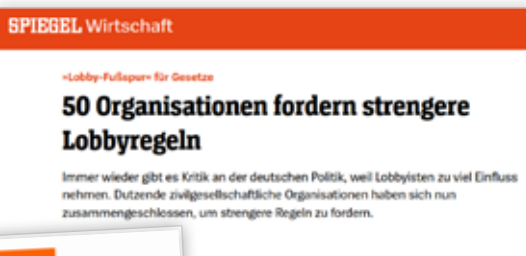 SPIEGEL Wirtschaft
»Lobby-Fußspur« für Gesetze
50 Organisationen fordern strengere
Lobbyregeln
Immer wieder gibt es Kritik an der deutschen Politik, weil Lobbyisten zu viel Einfluss
nehmen. Dutzende zivilgesellschaftliche Organisationen haben sich nun
zusammengeschlossen, um strengere Regeln zu fordern.